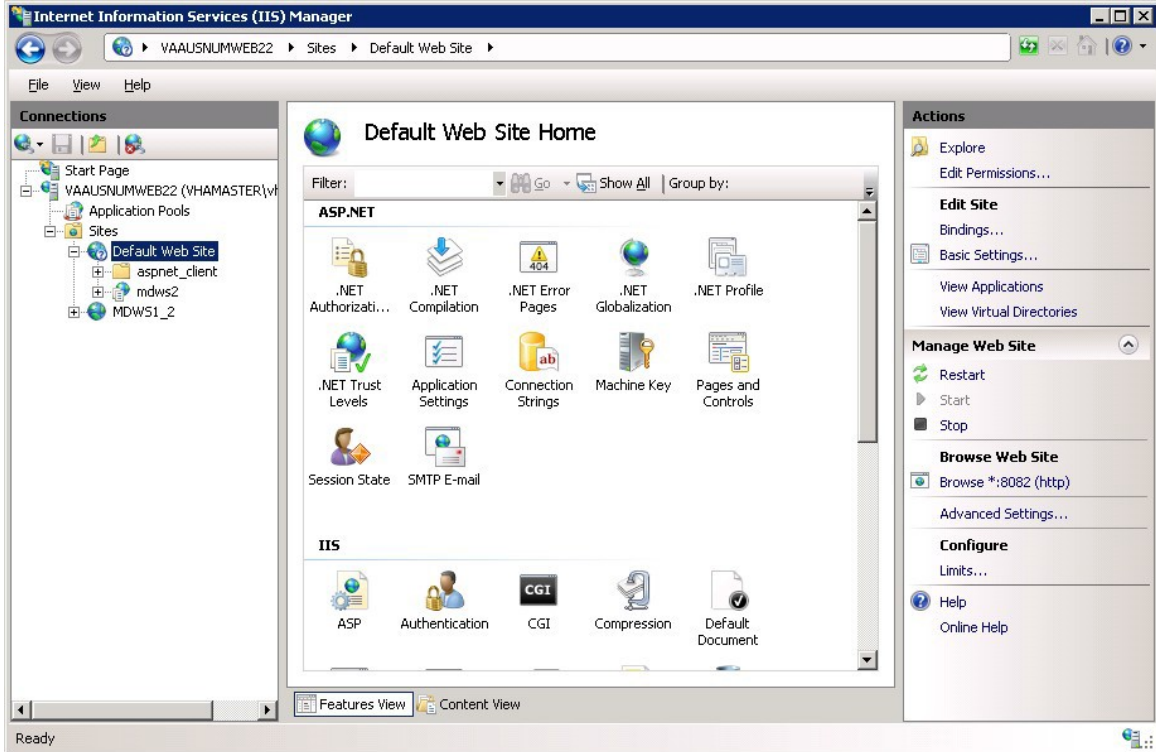 Internet Information Services (IIS) Manager
VAAUSNUMWEB22 Sites Default Web Site
File View Help
Connections
Start Page
VAAUSNUMWEB22 (VHAMASTER\vh
Application Pools
Sites
Default Web Site
aspnet_client
mdws2
MDWS1_2
Default Web Site Home
Filter: Go Show All Group by:
ASP.NET
.NET Authorizati...
.NET Compilation
.NET Error Pages
.NET Globalization
.NET Profile
.NET Trust Levels
Application Settings
Connection Strings
Machine Key
Pages and Controls
Session State
SMTP E-mail
404
ab
IIS
ASP
Authentication
CGI
CGI
Compression
Default Document
Features View Content View
Actions
Explore
Edit Permissions...
Edit Site
Bindings...
Basic Settings...
View Applications
View Virtual Directories
Manage Web Site
Restart
Start
Stop
Browse Web Site
Browse *:8082 (http)
Advanced Settings...
Configure
Limits...
Help
Online Help
Ready